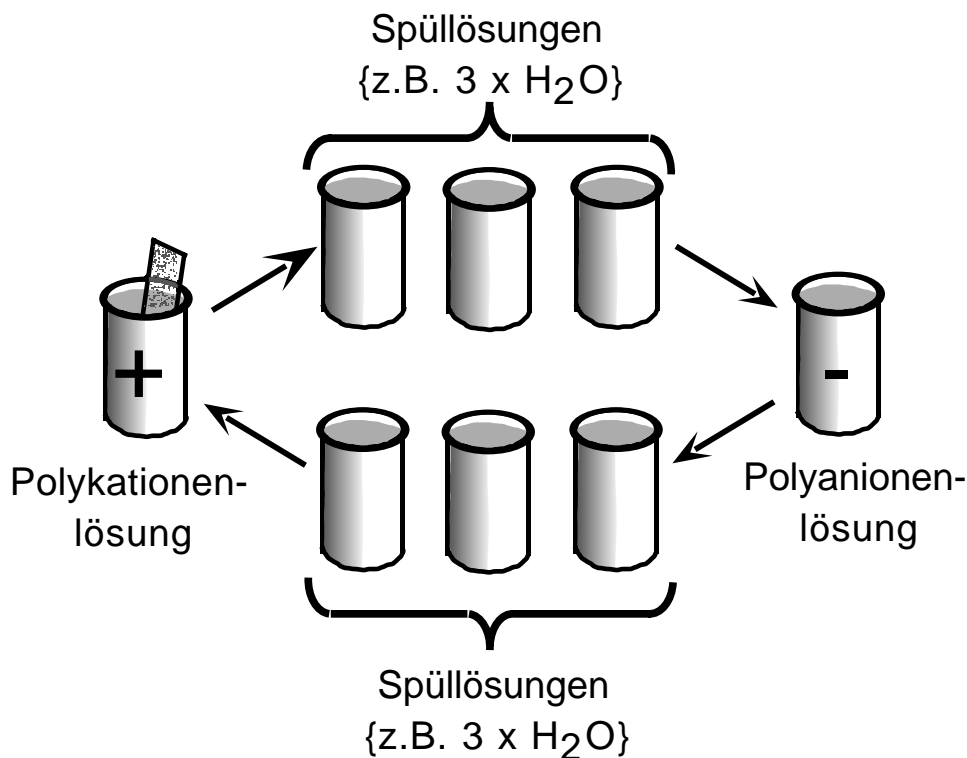 Spüllösungen
{z.B. 3 x H₂O}
+
-
Polykationen-
lösung
Polyanionen-
lösung
Spüllösungen
{z.B. 3 x H₂O}